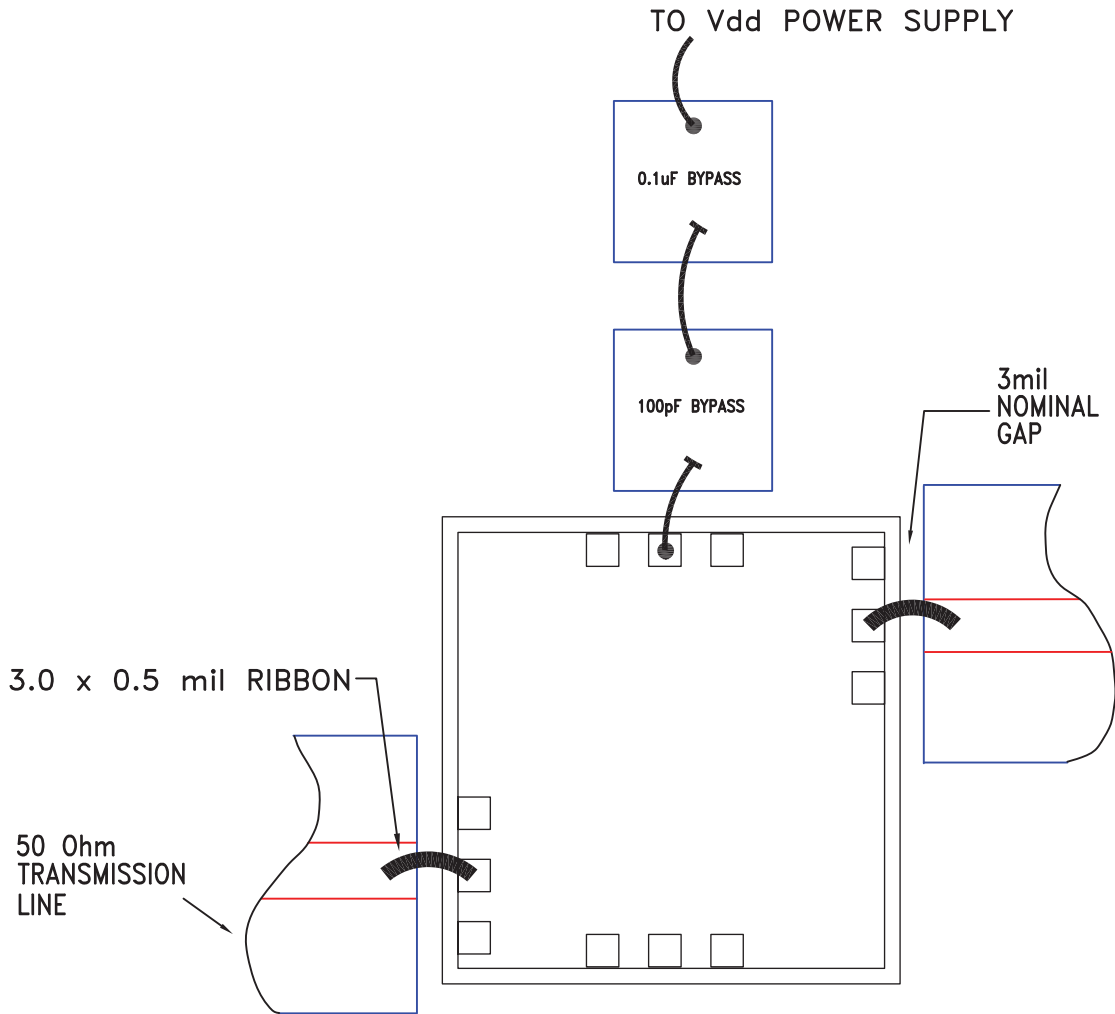 TO Vdd POWER SUPPLY
0.1uF BYPASS
100pF BYPASS
3mil
NOMINAL
GAP
3.0 x 0.5 mil RIBBON
50 Ohm
TRANSMISSION
LINE